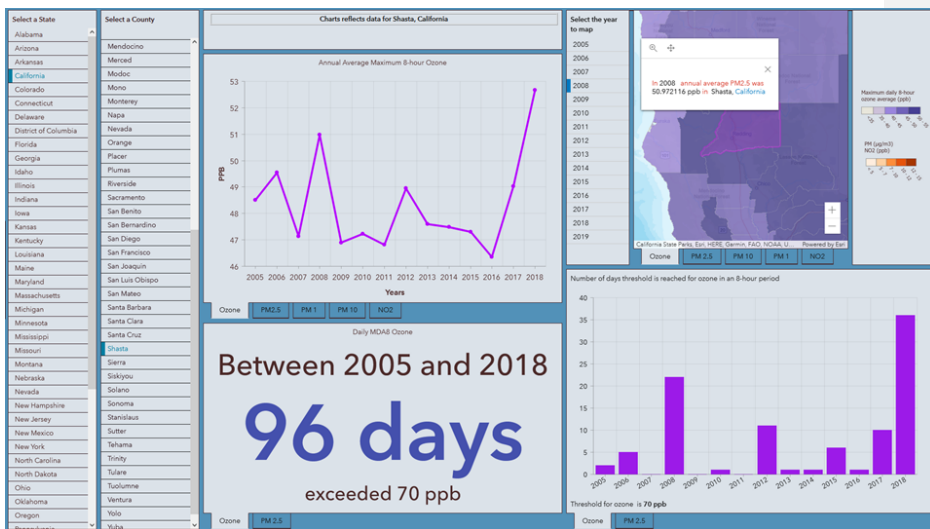 Select a State
Alabama
Arizona
Arkansas
California
Colorado
Connecticut
Delaware
District of Columbia
Florida
Georgia
Idaho
Illinois
Indiana
Iowa
Kansas
Kentucky
Louisiana
Maine
Maryland
Massachusetts
Michigan
Minnesota
Mississippi
Missouri
Montana
Nebraska
Nevada
New Hampshire
New Jersey
New Mexico
New York
North Carolina
North Dakota
Ohio
Oklahoma
Oregon
Pennsylvania
Select a County
Mendocino
Merced
Modoc
Mono
Monterey
Napa
Nevada
Orange
Placer
Plumas
Riverside
Sacramento
San Benito
San Bernardino
San Diego
San Francisco
San Joaquin
San Luis Obispo
San Mateo
Santa Barbara
Santa Clara
Santa Cruz
Shasta
Sierra
Siskiyou
Solano
Sonoma
Stanislaus
Sutter
Tehama
Trinity
Tulare
Tuolumne
Ventura
Yolo
Yuba
Charts reflects data for Shasta, California
Annual Average Maximum 8-hour Ozone
53
52
51
50
49
48
47
46
PPB
2005 2006 2007 2008 2009 2010 2011 2012 2013 2014 2015 2016 2017 2018
Years
Ozone PM2.5 PM 1 PM 10 NO2
Daily MDA8 Ozone
Between 2005 and 2018
96 days
exceeded 70 ppb
Ozone PM 2.5
Select the year
to map
2005
2006
2007
2008
2009
2010
2011
2012
2013
2014
2015
2016
2017
2018
2019
In 2008 annual average PM2.5 was
50.972116 ppb in Shasta, California
+
−
California State Parks, Esri, HERE, Garmin, FAO, NOAA, U... Powered by Esri
Ozone PM 2.5 PM 10 PM 1 NO2
Maximum daily 8-hour
ozone average (ppb)
PM (µg/m3)
NO2 (ppb)
Number of days threshold is reached for ozone in an 8-hour period
40
35
30
25
20
15
10
5
0
2005 2006 2007 2008 2009 2010 2011 2012 2013 2014 2015 2016 2017 2018
Threshold for ozone is 70 ppb
Ozone PM 2.5